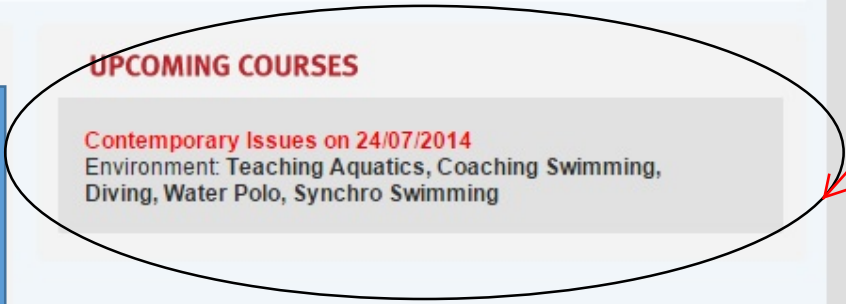 UPCOMING COURSES
Contemporary Issues on 24/07/2014
Environment: Teaching Aquatics, Coaching Swimming,
Diving, Water Polo, Synchro Swimming